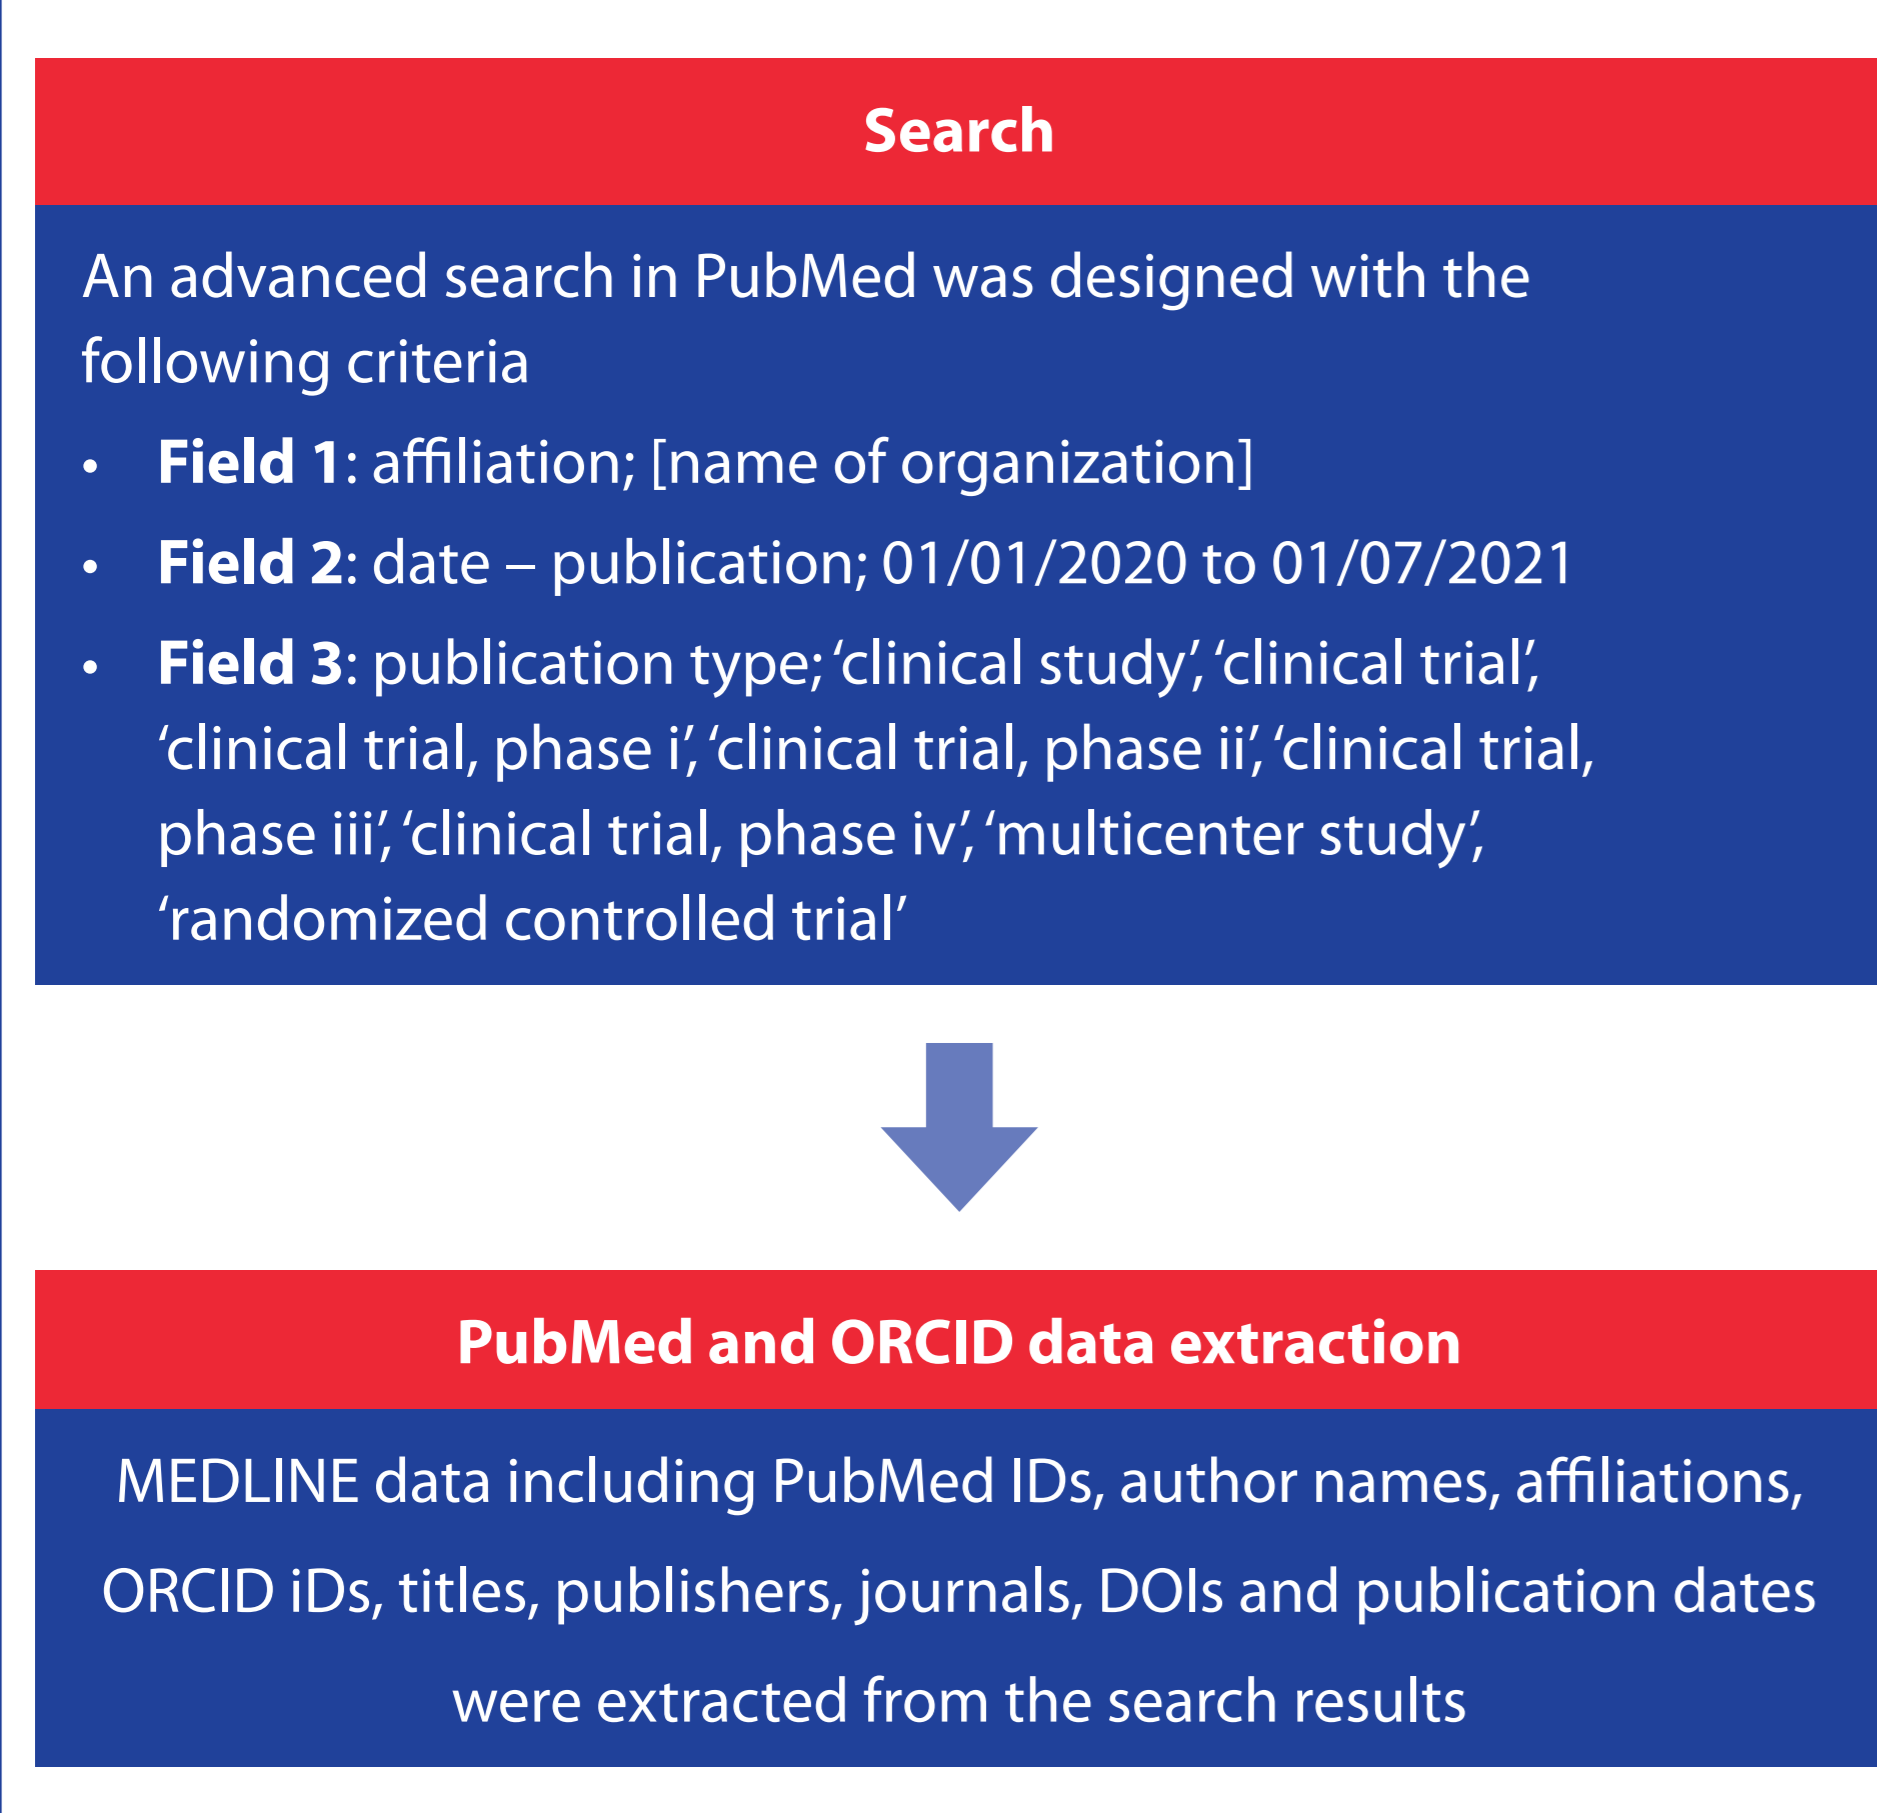 Search
An advanced search in PubMed was designed with the
following criteria
• Field 1: affiliation; [name of organization]
• Field 2: date – publication; 01/01/2020 to 01/07/2021
• Field 3: publication type; ‘clinical study’, ‘clinical trial’,
‘clinical trial, phase i’, ‘clinical trial, phase ii’, ‘clinical trial,
phase iii’, ‘clinical trial, phase iv’, ‘multicenter study’,
‘randomized controlled trial’
PubMed and ORCID data extraction
MEDLINE data including PubMed IDs, author names, affiliations,
ORCID iDs, titles, publishers, journals, DOIs and publication dates
were extracted from the search results